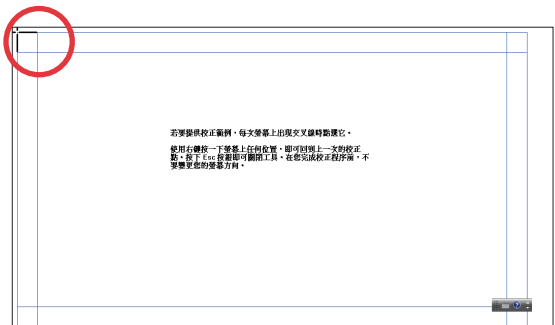 若要提供校正範例，每次螢幕上出現交叉線時點選它。
使用右鍵按一下螢幕上任何位置，即可回到上一次的校正
點。按下 Esc 按鈕即可關閉工具。在您完成校正程序前，不
要變更您的螢幕方向。